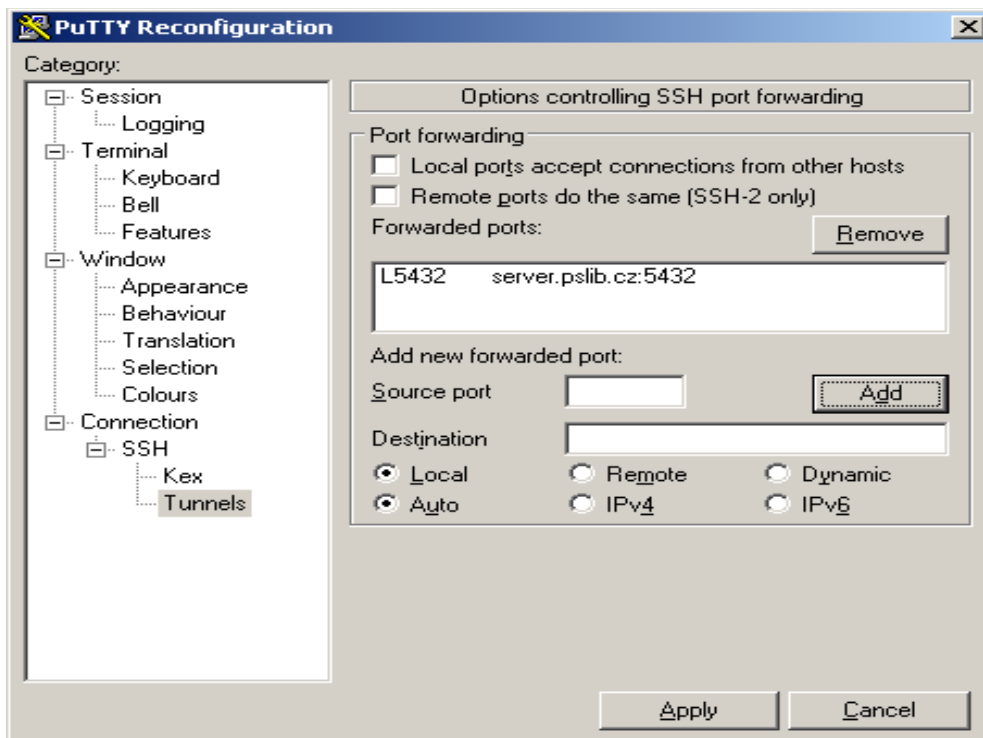 PuTTY Reconfiguration
Category:
Session
Logging
Terminal
Keyboard
Bell
Features
Window
Appearance
Behaviour
Translation
Selection
Colours
Connection
SSH
Kex
Tunnels
Options controlling SSH port forwarding
Port forwarding
Local ports accept connections from other hosts
Remote ports do the same (SSH-2 only)
Forwarded ports:
Remove
L5432 server.pslib.cz:5432
Add new forwarded port:
Source port
Add
Destination
Local Remote Dynamic
Auto IPv4 IPv6
Apply Cancel